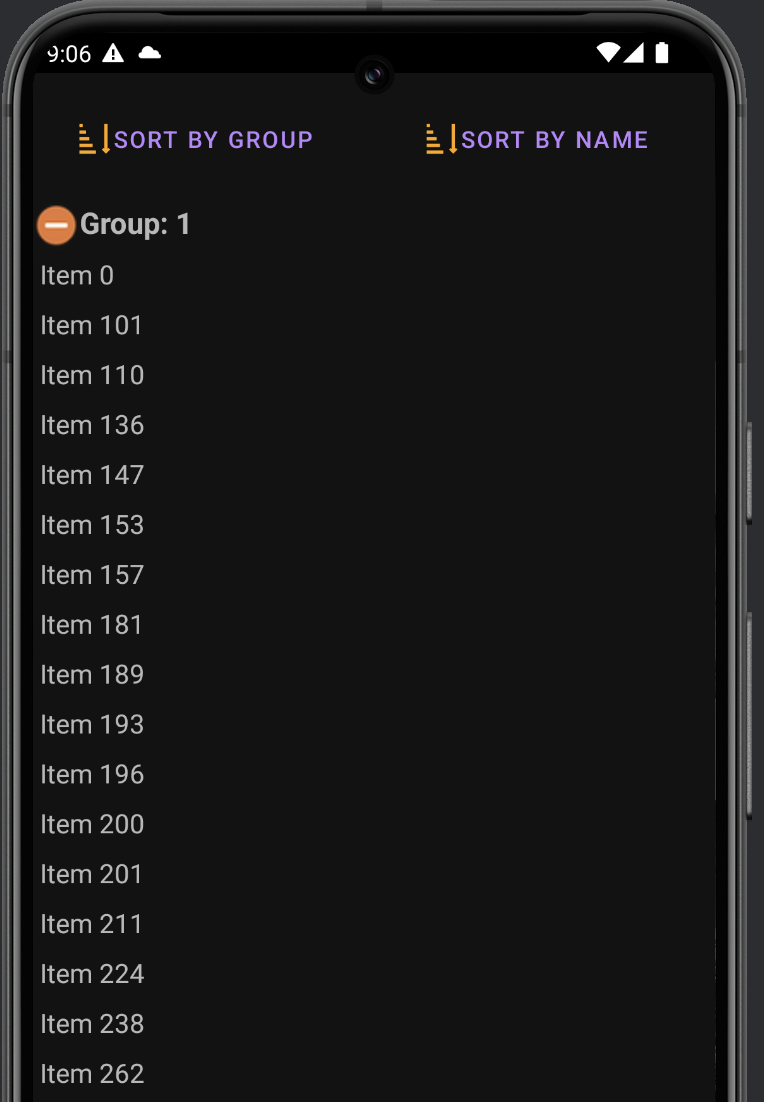 9:06
SORT BY GROUP SORT BY NAME
Group: 1
Item 0
Item 101
Item 110
Item 136
Item 147
Item 153
Item 157
Item 181
Item 189
Item 193
Item 196
Item 200
Item 201
Item 211
Item 224
Item 238
Item 262